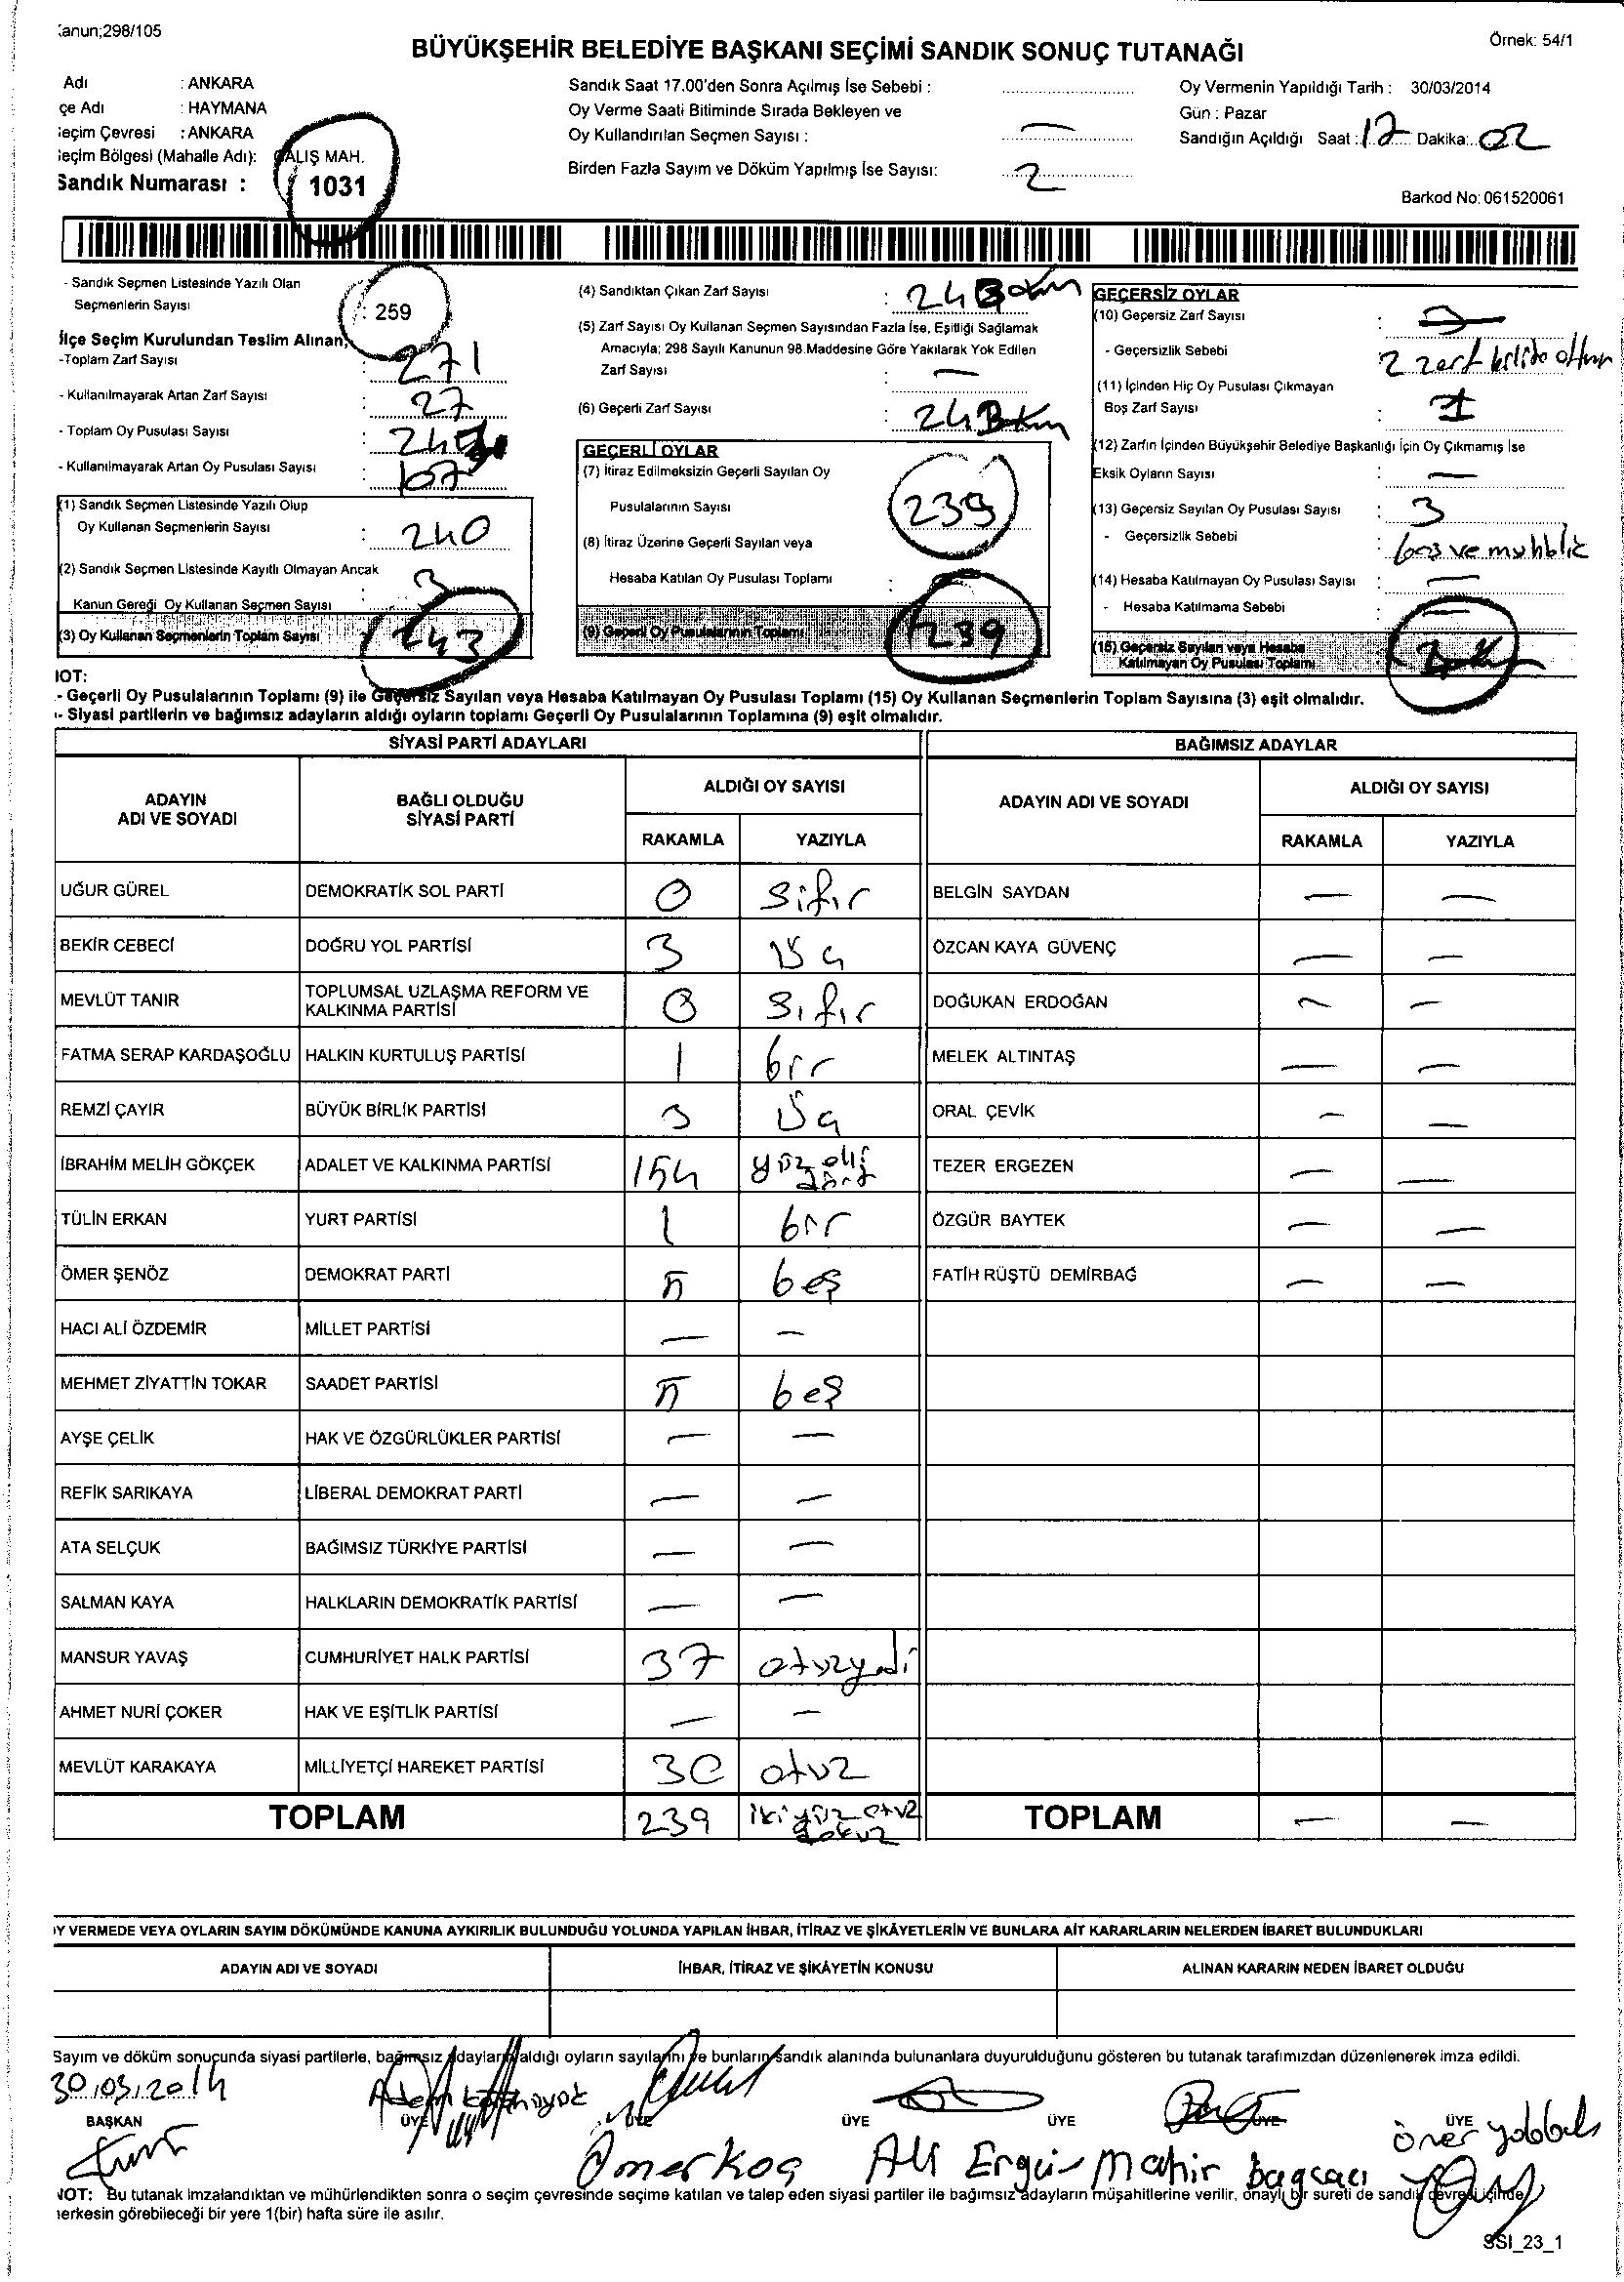 Kanun;298/105
Örnek: 54/1
BÜYÜKŞEHİR BELEDİYE BAŞKANI SEÇİMİ SANDIK SONUÇ TUTANAĞI
Adı : ANKARA
çe Adı : HAYMANA
eçim Çevresi : ANKARA
eçim Bölgesi (Mahalle Adı): ÇALIŞ MAH.
Sandık Numarası : 1031
Sandık Saat 17.00'den Sonra Açılmış İse Sebebi :
Oy Verme Saati Bitiminde Sırada Bekleyen ve
Oy Kullandırılan Seçmen Sayısı : —
Birden Fazla Sayım ve Döküm Yapılmış İse Sayısı: 2
Oy Vermenin Yapıldığı Tarih : 30/03/2014
Gün : Pazar
Sandığın Açıldığı Saat : 17 Dakika: 02
Barkod No: 061520061
- Sandık Seçmen Listesinde Yazılı Olan
Seçmenlerin Sayısı : 259
İlçe Seçim Kurulundan Teslim Alınan;
-Toplam Zarf Sayısı : 271
- Kullanılmayarak Artan Zarf Sayısı : 27
- Toplam Oy Pusulası Sayısı :
- Kullanılmayarak Artan Oy Pusulası Sayısı : 107
(1) Sandık Seçmen Listesinde Yazılı Olup
Oy Kullanan Seçmenlerin Sayısı : 240
(2) Sandık Seçmen Listesinde Kayıtlı Olmayan Ancak
Kanun Gereği Oy Kullanan Seçmen Sayısı : 3
(3) Oy Kullanan Seçmenlerin Toplam Sayısı 243
(4) Sandıktan Çıkan Zarf Sayısı : 243
(5) Zarf Sayısı Oy Kullanan Seçmen Sayısından Fazla İse, Eşitliği Sağlamak
Amacıyla; 298 Sayılı Kanunun 98.Maddesine Göre Yakılarak Yok Edilen
Zarf Sayısı : —
(6) Geçerli Zarf Sayısı : 243
GEÇERLİ OYLAR
(7) İtiraz Edilmeksizin Geçerli Sayılan Oy
Pusulalarının Sayısı 239
(8) İtiraz Üzerine Geçerli Sayılan veya
Hesaba Katılan Oy Pusulası Toplamı : —
(9) Geçerli Oy Pusulalarının Toplamı 239
GEÇERSİZ OYLAR
(10) Geçersiz Zarf Sayısı :
- Geçersizlik Sebebi 2 zarf
(11) İçinden Hiç Oy Pusulası Çıkmayan
Boş Zarf Sayısı : 1
(12) Zarfın İçinden Büyükşehir Belediye Başkanlığı İçin Oy Çıkmamış İse
Eksik Oyların Sayısı —
(13) Geçersiz Sayılan Oy Pusulası Sayısı : 3
- Geçersizlik Sebebi : boş ve
(14) Hesaba Katılmayan Oy Pusulası Sayısı : —
- Hesaba Katılmama Sebebi :
(15) Geçersiz Sayılan veya Hesaba
Katılmayan Oy Pusulası Toplamı
NOT:
- Geçerli Oy Pusulalarının Toplamı (9) ile Geçersiz Sayılan veya Hesaba Katılmayan Oy Pusulası Toplamı (15) Oy Kullanan Seçmenlerin Toplam Sayısına (3) eşit olmalıdır.
- Siyasi partilerin ve bağımsız adayların aldığı oyların toplamı Geçerli Oy Pusulalarının Toplamına (9) eşit olmalıdır.
SİYASİ PARTİ ADAYLARI BAĞIMSIZ ADAYLAR
ADAYIN ADI VE SOYADI BAĞLI OLDUĞU SİYASİ PARTİ ALDIĞI OY SAYISI ADAYIN ADI VE SOYADI ALDIĞI OY SAYISI
RAKAMLA YAZIYLA RAKAMLA YAZIYLA
UĞUR GÜREL DEMOKRATİK SOL PARTİ 0 Sıfır BELGİN SAYDAN — —
BEKİR CEBECİ DOĞRU YOL PARTİSİ 3 üç ÖZCAN KAYA GÜVENÇ — —
MEVLÜT TANIR TOPLUMSAL UZLAŞMA REFORM VE KALKINMA PARTİSİ 0 Sıfır DOĞUKAN ERDOĞAN — —
FATMA SERAP KARDAŞOĞLU HALKIN KURTULUŞ PARTİSİ 1 bir MELEK ALTINTAŞ — —
REMZİ ÇAYIR BÜYÜK BİRLİK PARTİSİ 3 üç ORAL ÇEVİK — —
İBRAHİM MELİH GÖKÇEK ADALET VE KALKINMA PARTİSİ 154 yüz elli dört TEZER ERGEZEN — —
TÜLİN ERKAN YURT PARTİSİ 1 bir ÖZGÜR BAYTEK — —
ÖMER ŞENÖZ DEMOKRAT PARTİ 5 beş FATİH RÜŞTÜ DEMİRBAĞ — —
HACI ALİ ÖZDEMİR MİLLET PARTİSİ — —
MEHMET ZİYATTİN TOKAR SAADET PARTİSİ 5 beş
AYŞE ÇELİK HAK VE ÖZGÜRLÜKLER PARTİSİ — —
REFİK SARIKAYA LİBERAL DEMOKRAT PARTİ — —
ATA SELÇUK BAĞIMSIZ TÜRKİYE PARTİSİ — —
SALMAN KAYA HALKLARIN DEMOKRATİK PARTİSİ — —
MANSUR YAVAŞ CUMHURİYET HALK PARTİSİ 37 otuzyedi
AHMET NURİ ÇOKER HAK VE EŞİTLİK PARTİSİ — —
MEVLÜT KARAKAYA MİLLİYETÇİ HAREKET PARTİSİ 30 otuz
TOPLAM 239 ikiyüz otuz dokuz TOPLAM — —
OY VERMEDE VEYA OYLARIN SAYIM DÖKÜMÜNDE KANUNA AYKIRILIK BULUNDUĞU YOLUNDA YAPILAN İHBAR, İTİRAZ VE ŞİKÂYETLERİN VE BUNLARA AİT KARARLARIN NELERDEN İBARET BULUNDUKLARI
ADAYIN ADI VE SOYADI İHBAR, İTİRAZ VE ŞİKÂYETİN KONUSU ALINAN KARARIN NEDEN İBARET OLDUĞU
Sayım ve döküm sonucunda siyasi partilerle, bağımsız adayların aldığı oyların sayılarını ve bunların sandık alanında bulunanlara duyurulduğunu gösteren bu tutanak tarafımızdan düzenlenerek imza edildi.
30/03/2014
BAŞKAN ÜYE ÜYE ÜYE ÜYE ÜYE ÜYE
Adem
Ömer Koç Ali Ergün Mahir Bağsacı Öner
NOT: Bu tutanak imzalandıktan ve mühürlendikten sonra o seçim çevresinde seçime katılan ve talep eden siyasi partiler ile bağımsız adayların müşahitlerine verilir, onaylı bir sureti de sandık çevresi içinde
herkesin görebileceği bir yere 1(bir) hafta süre ile asılır.
SSI_23_1